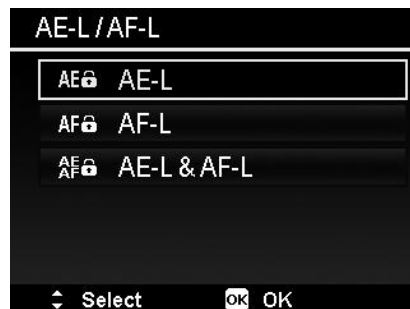 AE-L / AF-L
AE AE-L
AF AF-L
AE AF AE-L & AF-L
Select OK OK